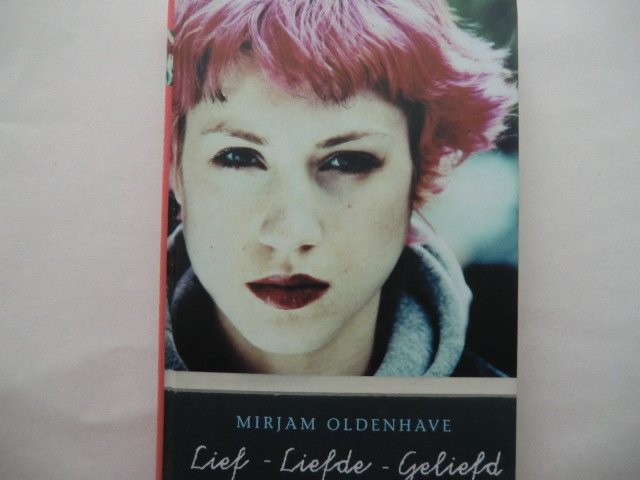 MIRJAM OLDENHAVE
Lief - Liefde - Geliefd